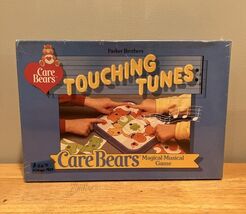 Parker Brothers
Care
Bears
TOUCHING
TUNES
Care Bears
Magical Musical
Game